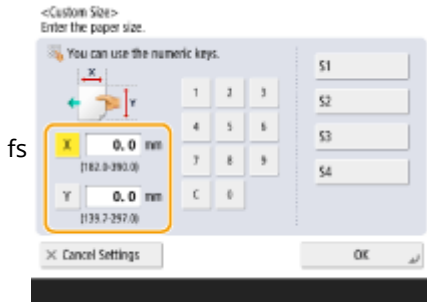 <Custom Size>
Enter the paper size.
You can use the numeric keys.
X
Y
fs
X 0.0 mm
(182.0-390.0)
Y 0.0 mm
(139.7-297.0)
1 2 3
4 5 6
7 8 9
C 0
S1
S2
S3
S4
× Cancel Settings
OK